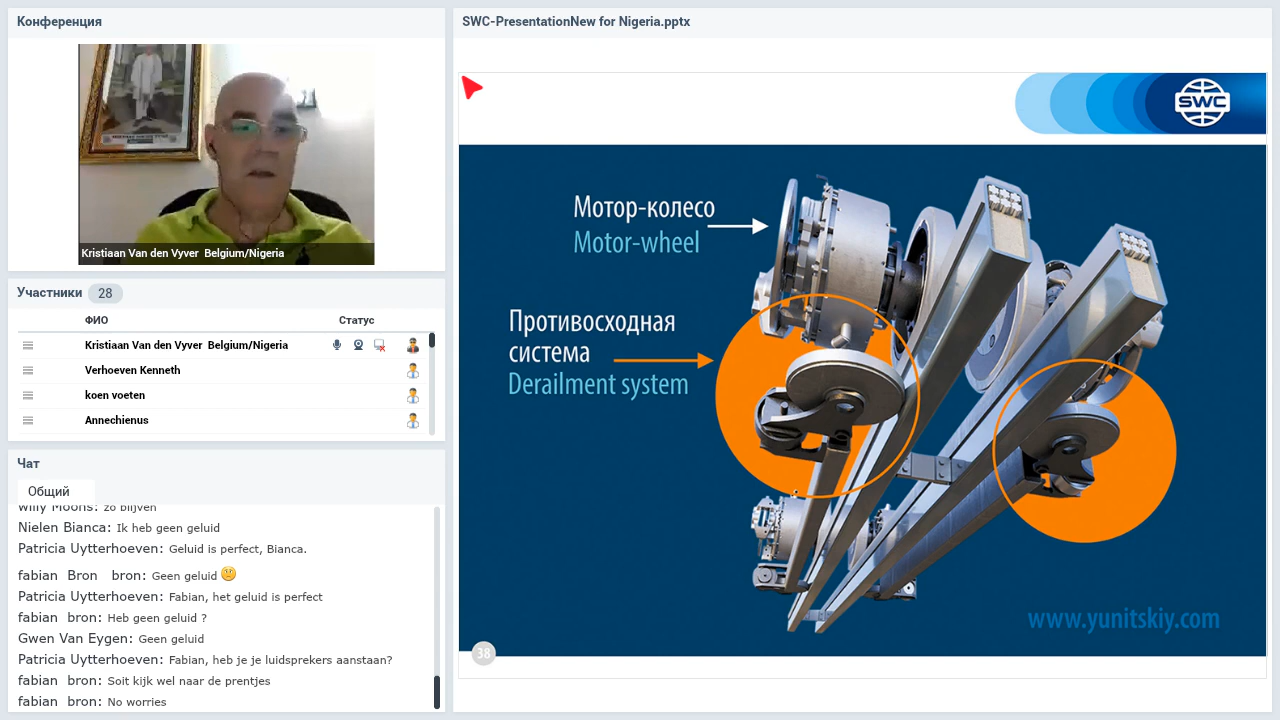 Конференция
Kristiaan Van den Vyver  Belgium/Nigeria
Участники 28
ФИО Статус
Kristiaan Van den Vyver  Belgium/Nigeria
Verhoeven Kenneth
koen voeten
Annechienus
Чат
Общий
Willy Moons: zo blijven
Nielen Bianca: Ik heb geen geluid
Patricia Uytterhoeven: Geluid is perfect, Bianca.
fabian  Bron   bron: Geen geluid
Patricia Uytterhoeven: Fabian, het geluid is perfect
fabian  bron: Heb geen geluid ?
Gwen Van Eygen: Geen geluid
Patricia Uytterhoeven: Fabian, heb je je luidsprekers aanstaan?
fabian  bron: Soit kijk wel naar de prentjes
fabian  bron: No worries
SWC-PresentationNew for Nigeria.pptx
SWC
Мотор-колесо
Motor-wheel
Противосходная
система
Derailment system
www.yunitskiy.com
38